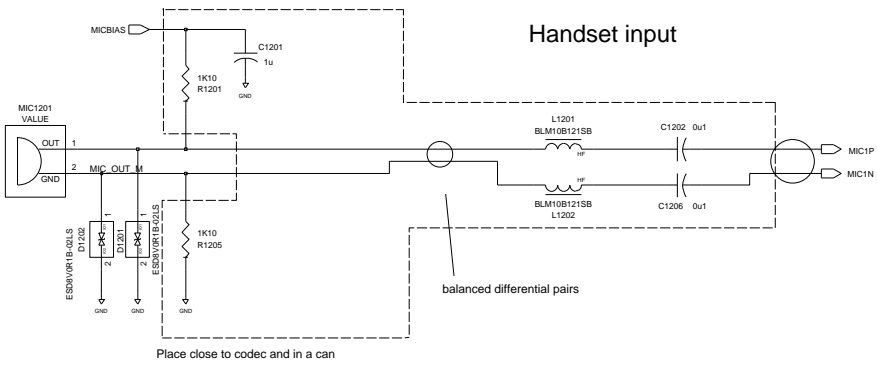 Handset input
MICBIAS
C1201
1u
GND
1K10
R1201
MIC1201
VALUE
OUT
1
2
GND
MIC_OUT_M
L1201
BLM10B121SB
HF
C1202 0u1
MIC1P
MIC1N
HF
BLM10B121SB
L1202
C1206 0u1
ESD8V0R1B-02LS
D1202
1
2
D1201
ESD8V0R1B-02LS
1
2
1K10
R1205
GND
GND
GND
balanced differential pairs
Place close to codec and in a can